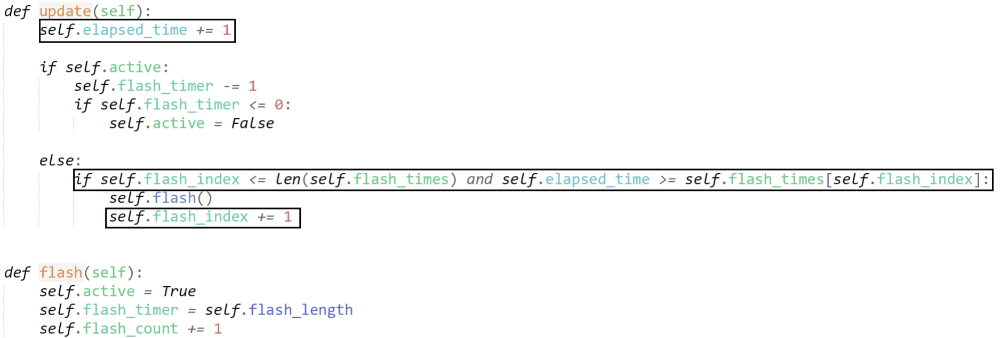 def update(self):
    self.elapsed_time += 1

    if self.active:
        self.flash_timer -= 1
        if self.flash_timer <= 0:
            self.active = False

    else:
        if self.flash_index <= len(self.flash_times) and self.elapsed_time >= self.flash_times[self.flash_index]:
            self.flash()
            self.flash_index += 1


def flash(self):
    self.active = True
    self.flash_timer = self.flash_length
    self.flash_count += 1